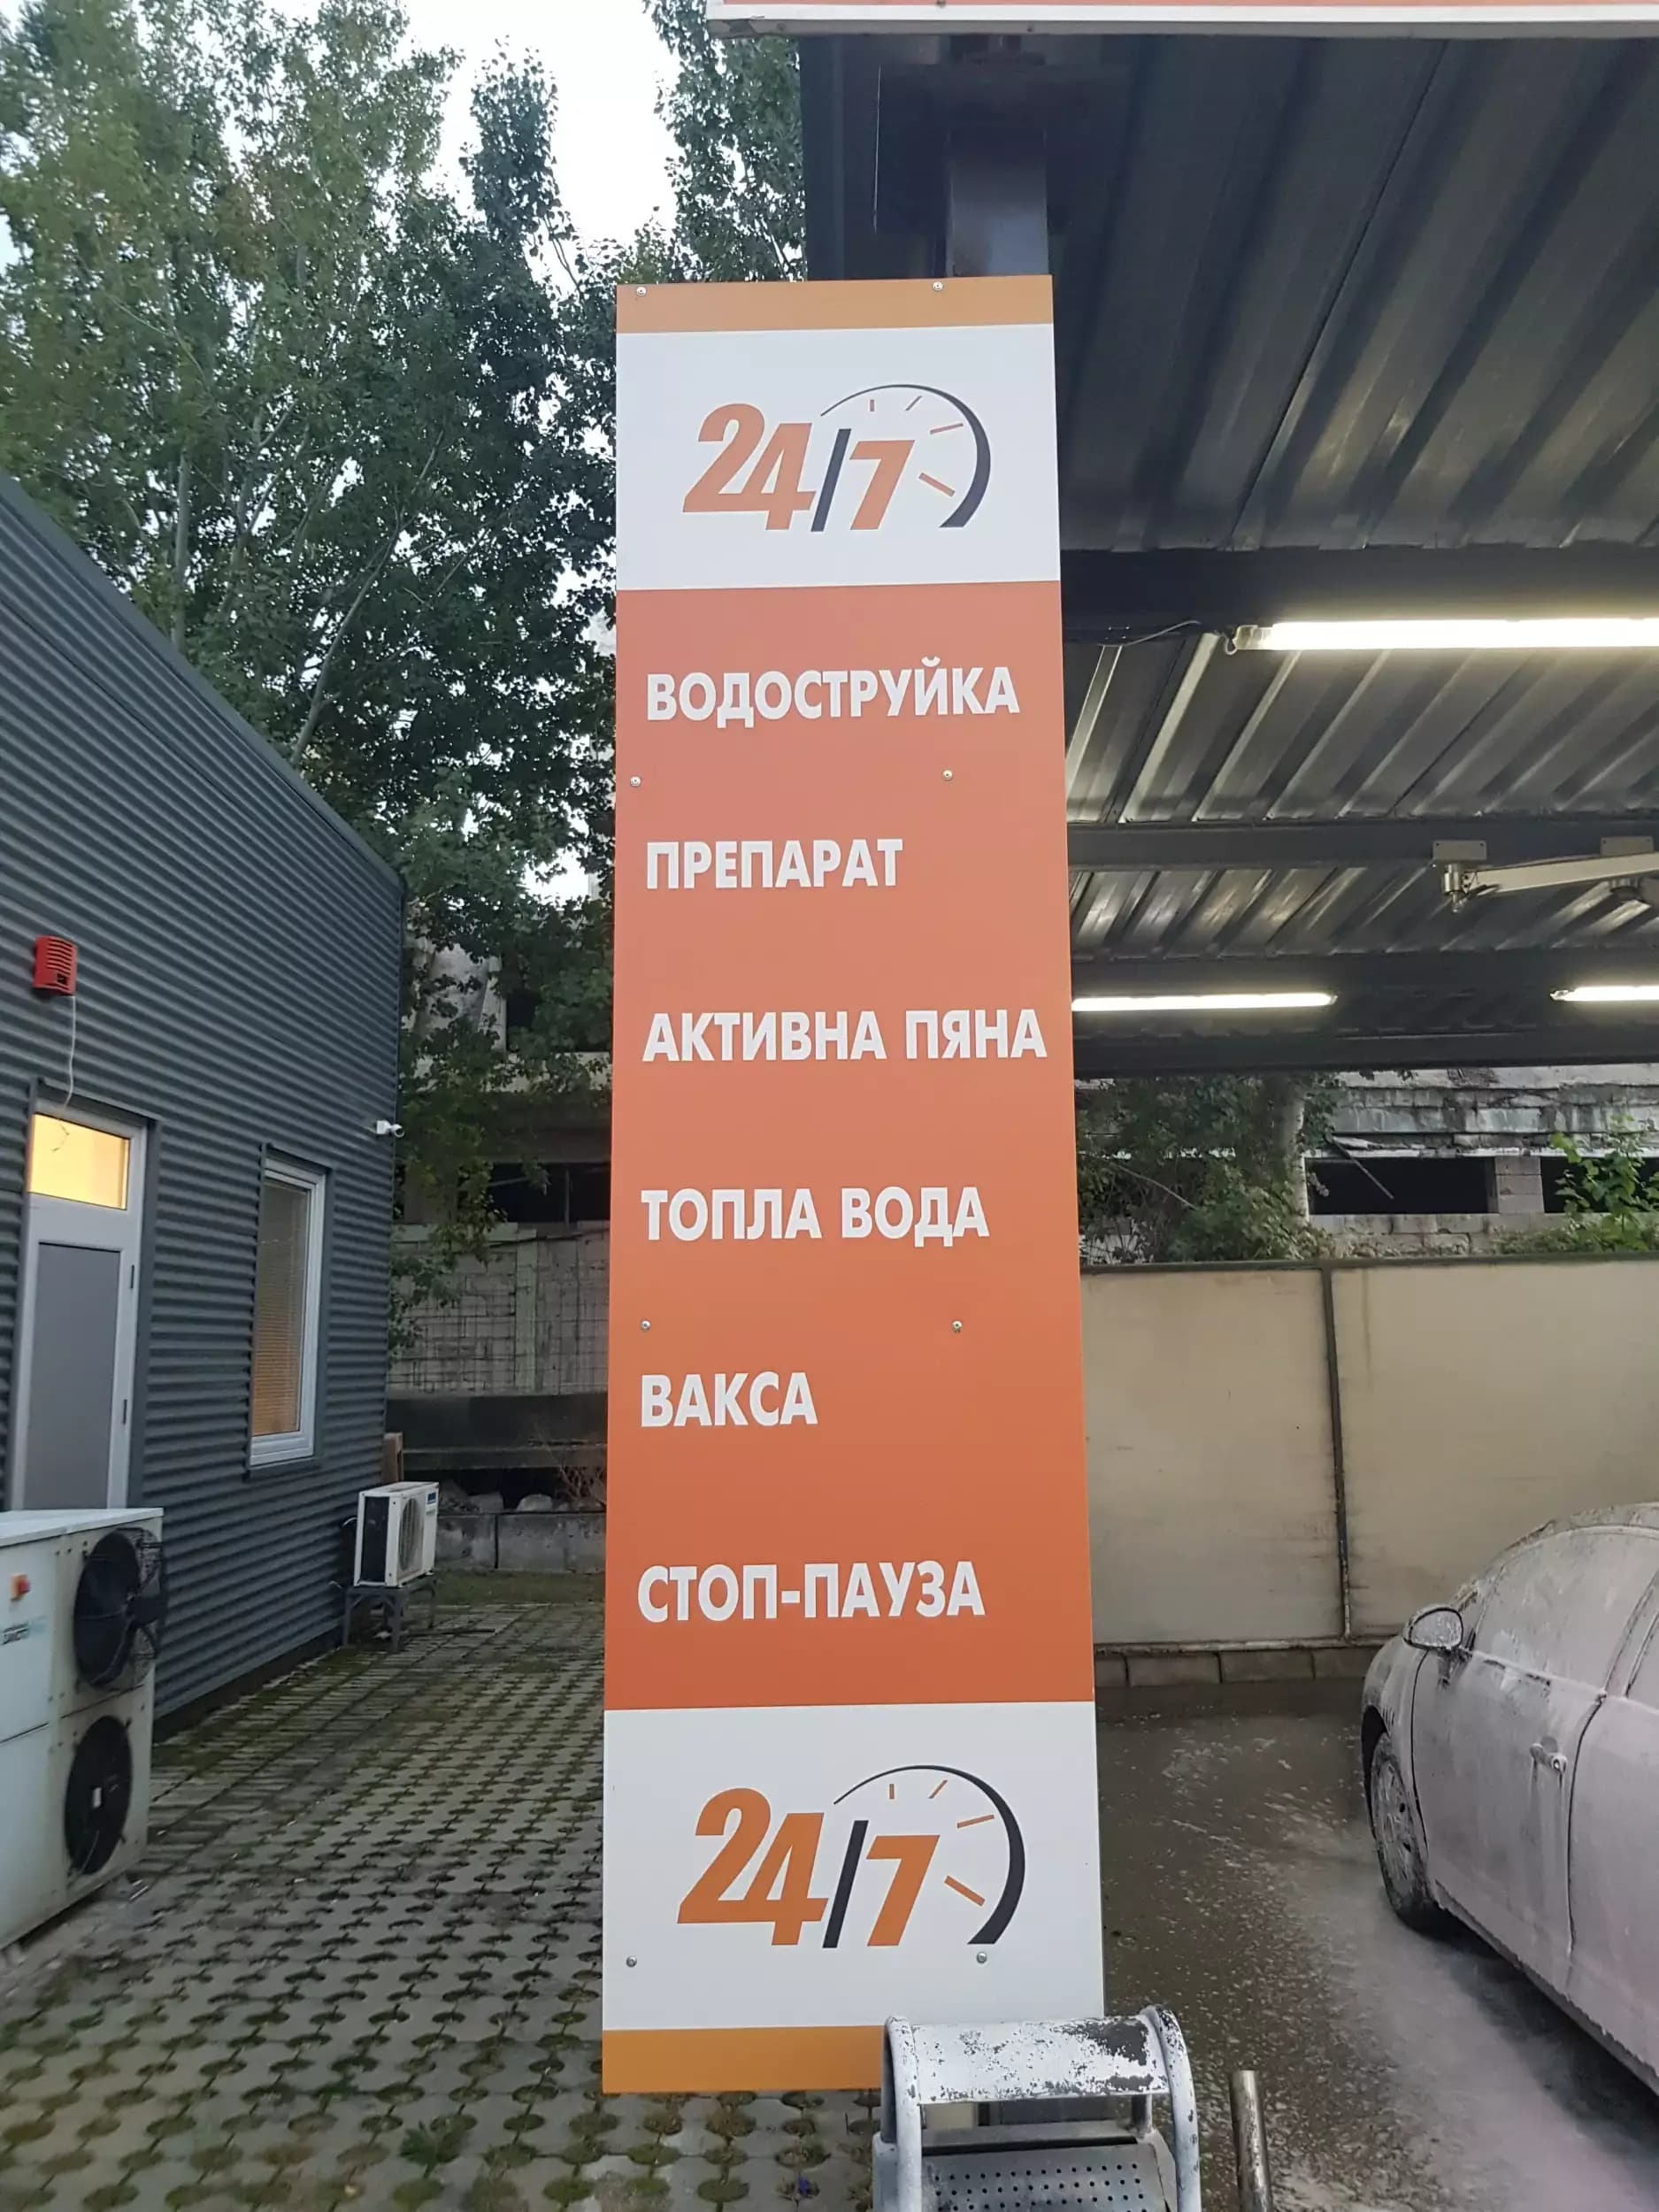 24/7
ВОДОСТРУЙКА
ПРЕПАРАТ
АКТИВНА ПЯНА
ТОПЛА ВОДА
ВАКСА
СТОП-ПАУЗА
24/7